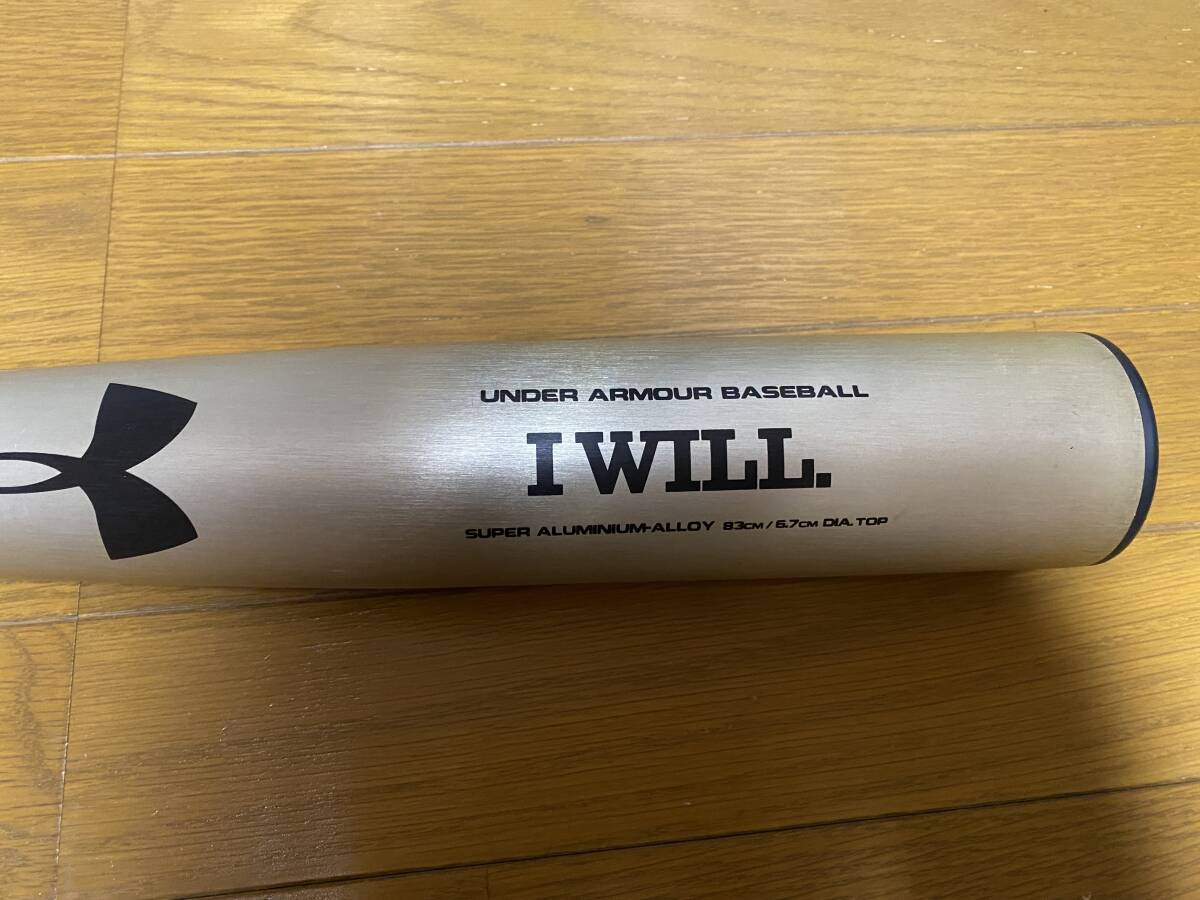 UNDER ARMOUR BASEBALL
I WILL.
SUPER ALUMINIUM-ALLOY 83CM/6.7CM DIA. TOP